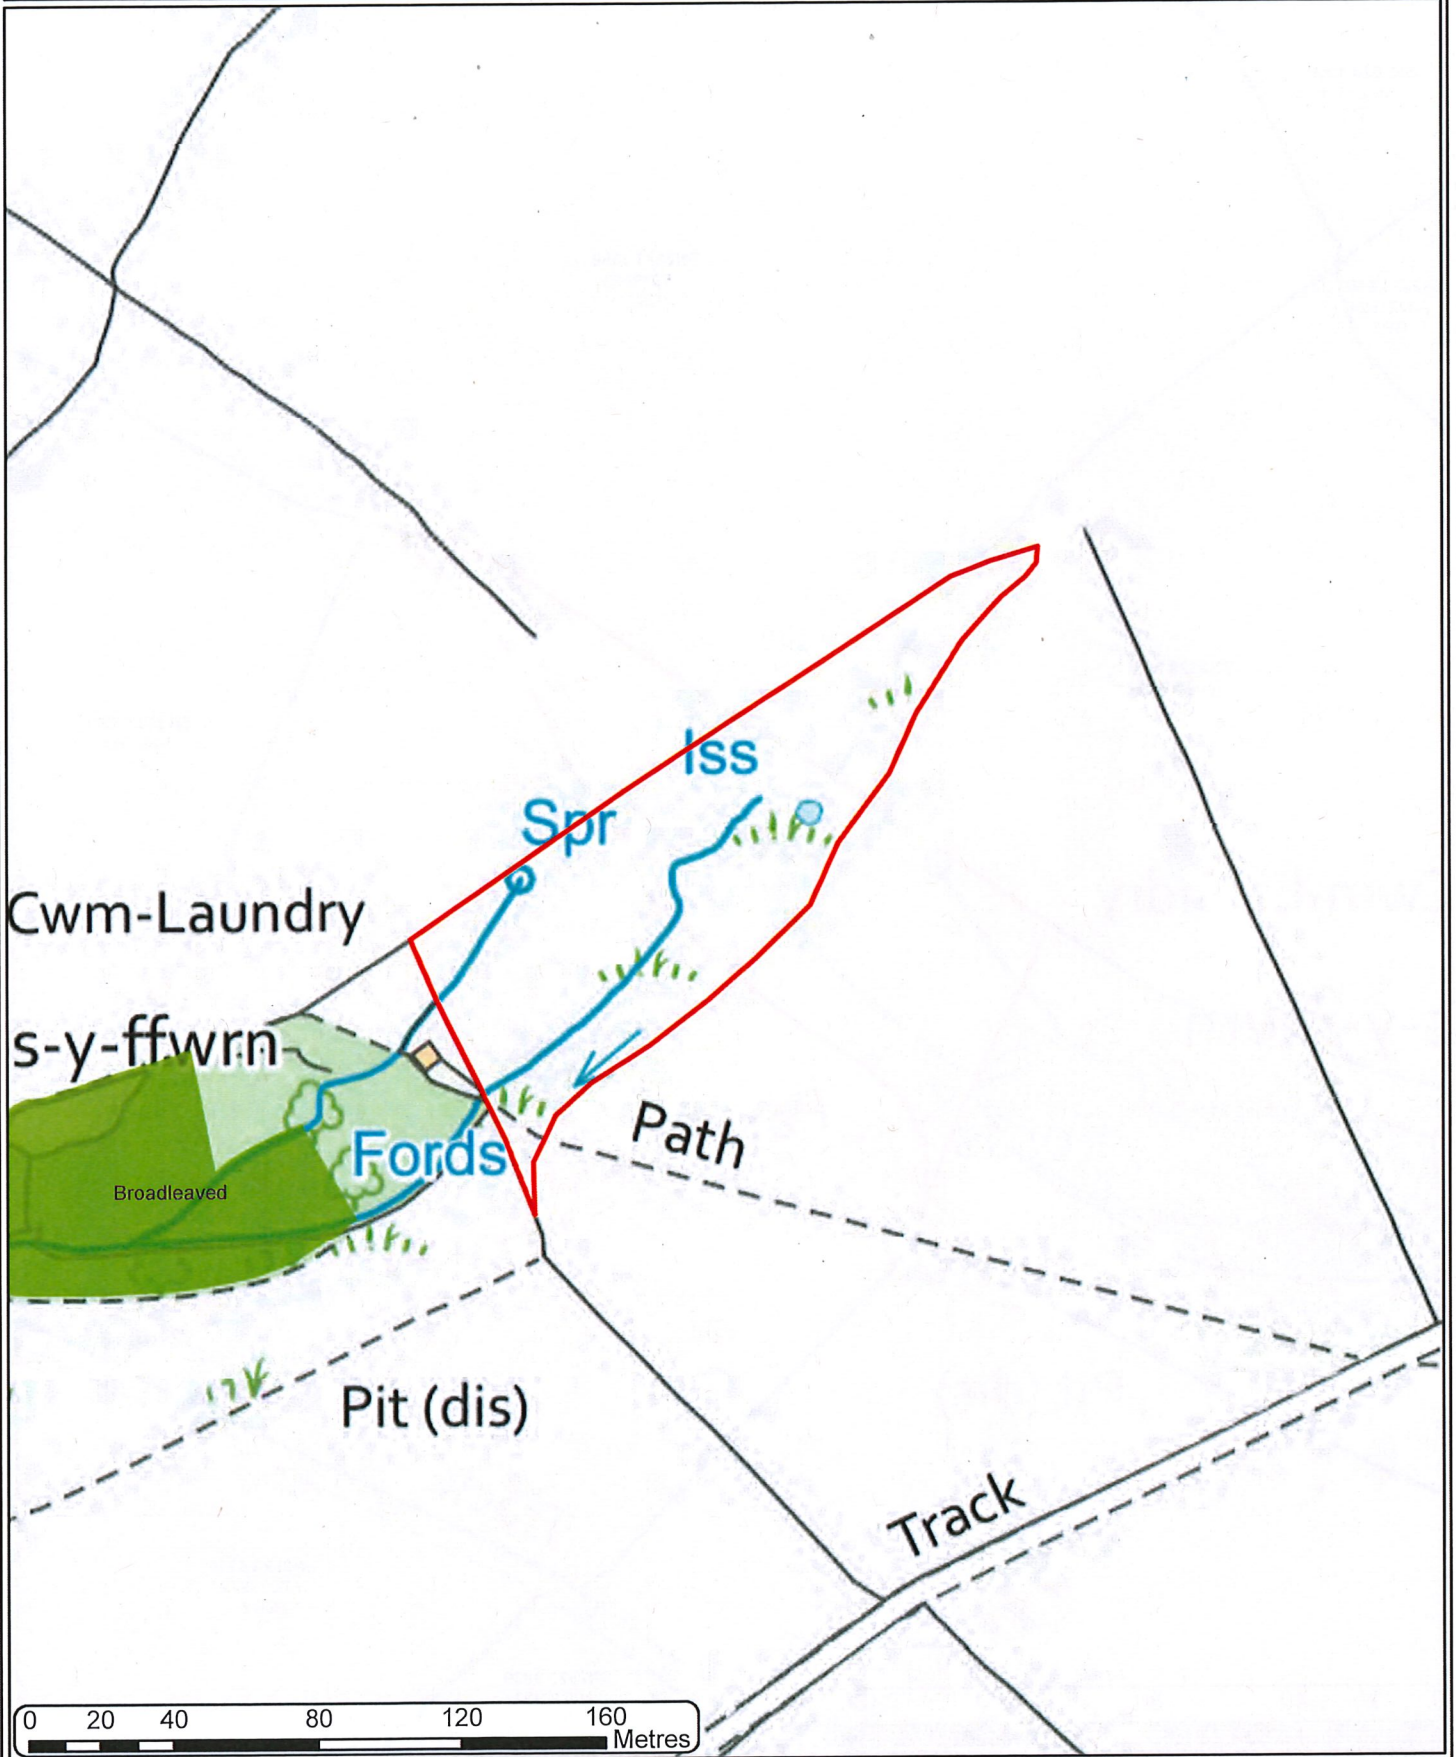 Iss
Spr
Cwm-Laundry
s-y-ffwrn
Path
Fords
Broadleaved
Pit (dis)
Track
0 20 40 80 120 160
Metres